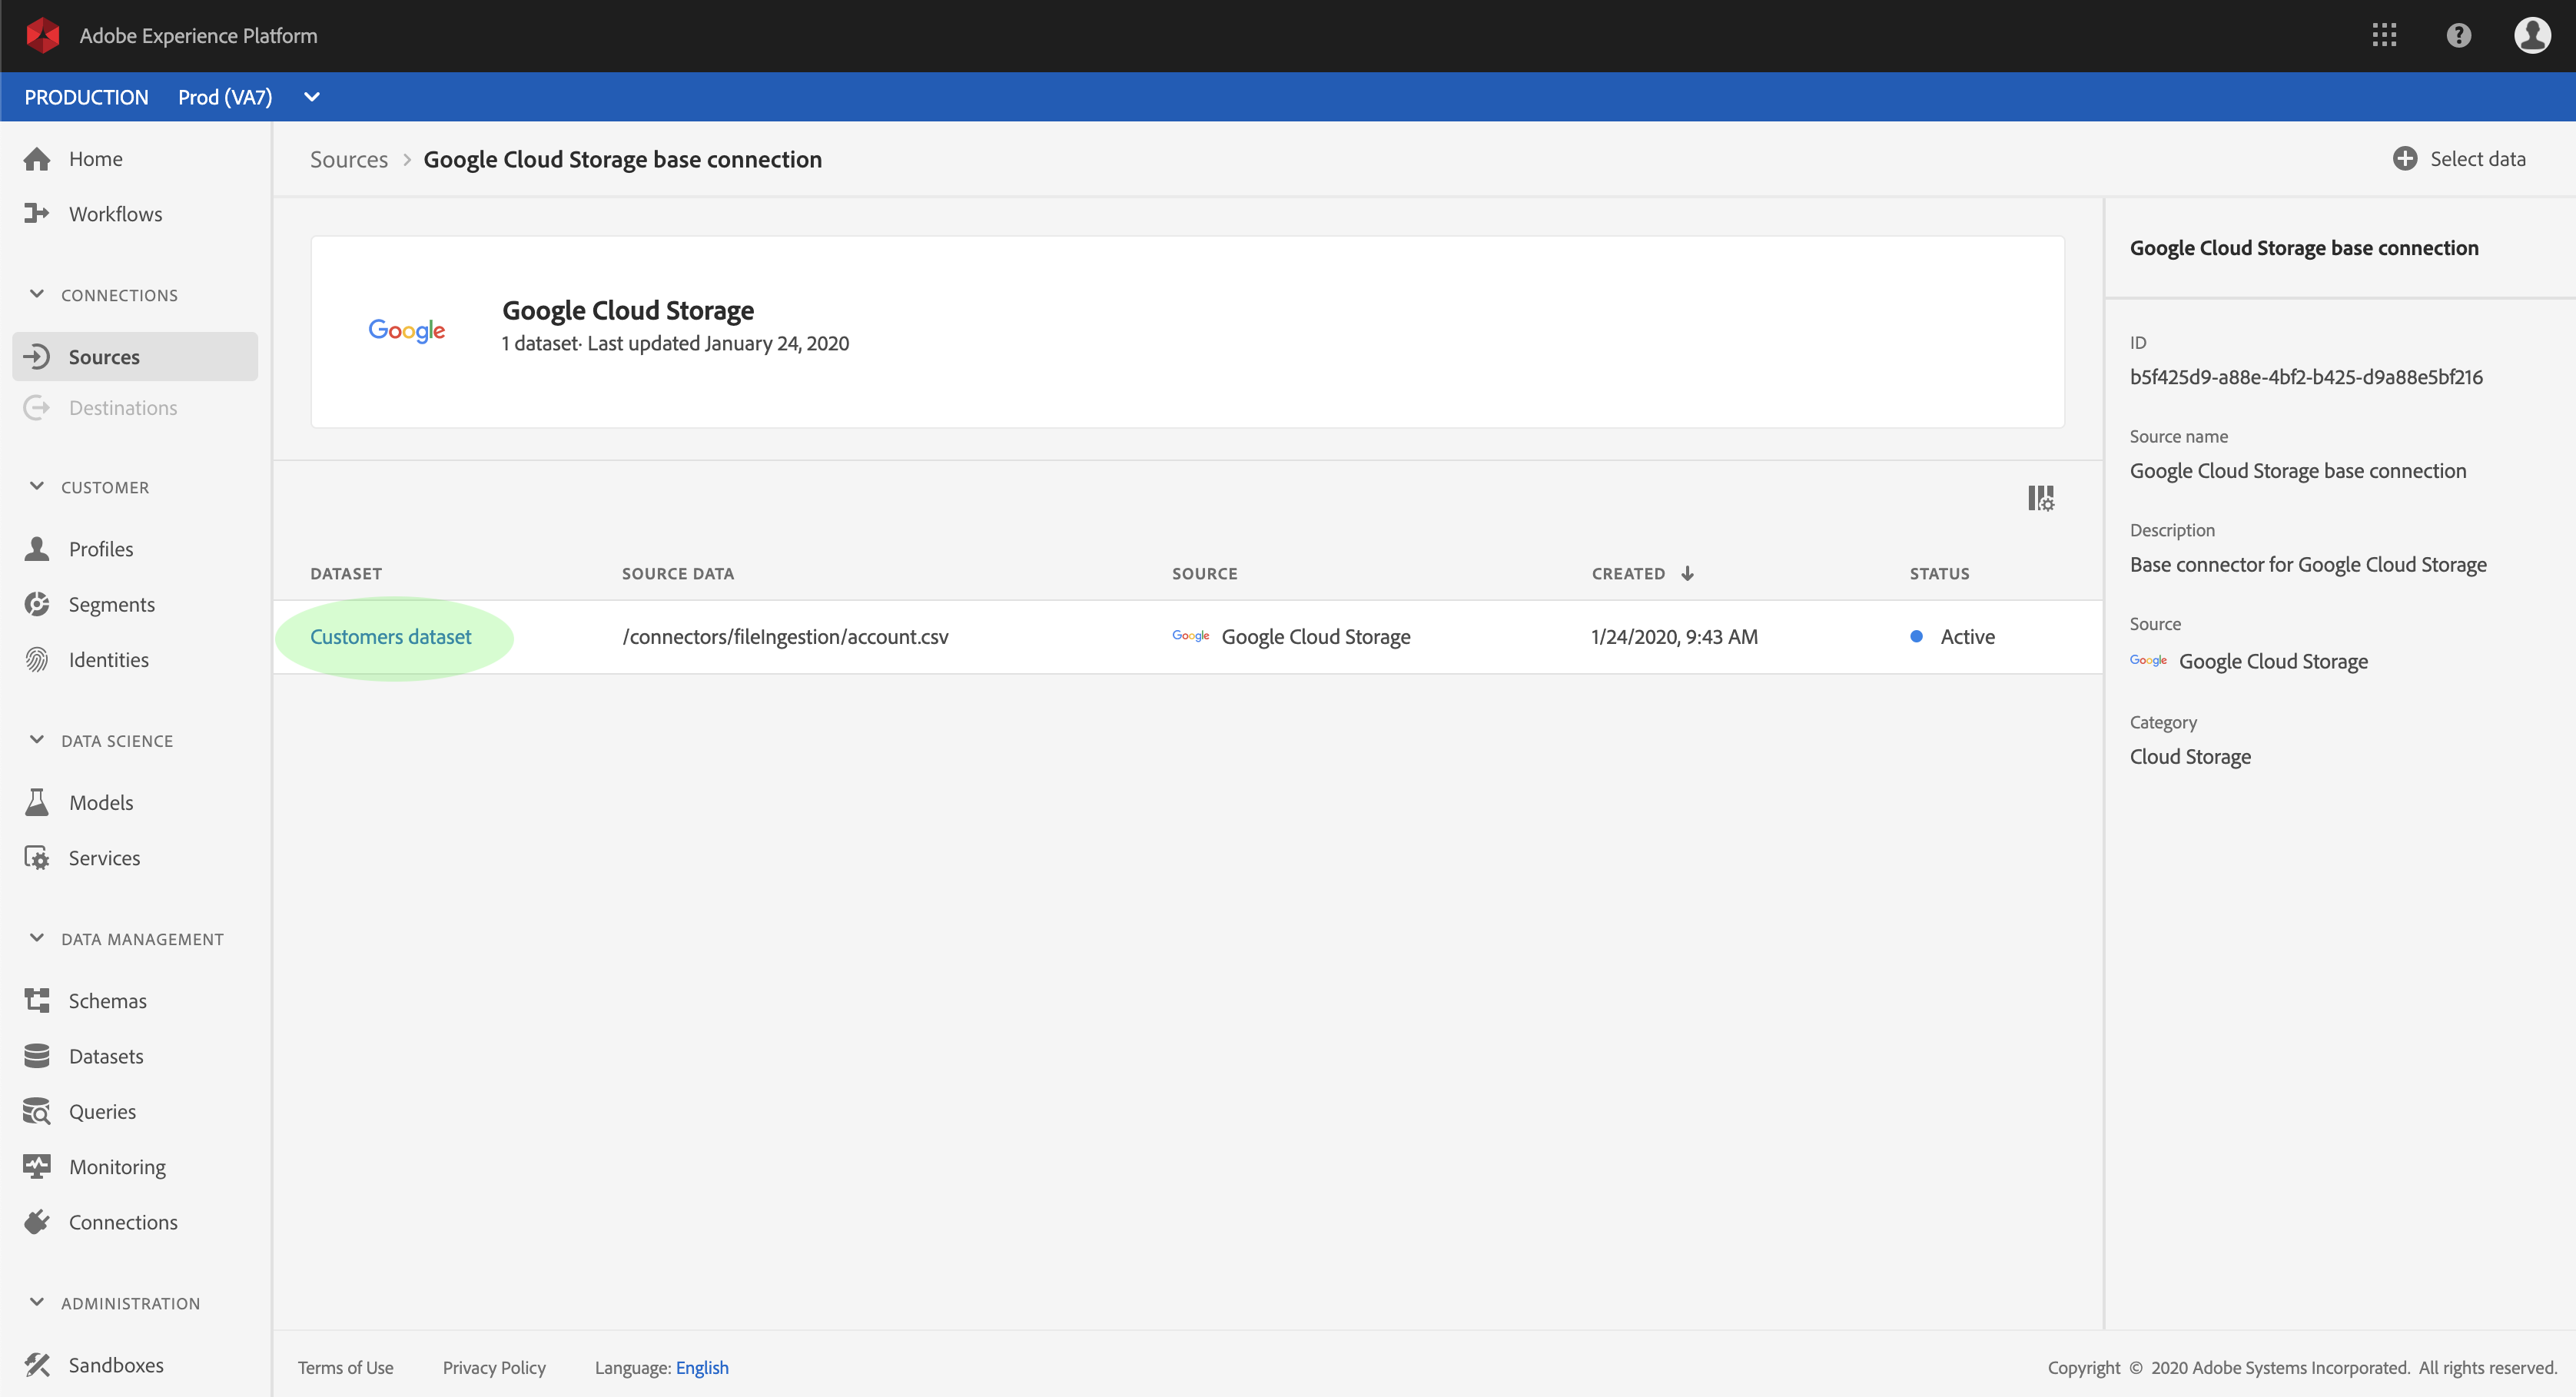 Adobe Experience Platform
PRODUCTION Prod (VA7)
Home
Workflows
CONNECTIONS
Sources
Destinations
CUSTOMER
Profiles
Segments
Identities
DATA SCIENCE
Models
Services
DATA MANAGEMENT
Schemas
Datasets
Queries
Monitoring
Connections
ADMINISTRATION
Sandboxes
Sources > Google Cloud Storage base connection
Select data
Google
Google Cloud Storage
1 dataset· Last updated January 24, 2020
DATASET SOURCE DATA SOURCE CREATED STATUS
Customers dataset /connectors/fileIngestion/account.csv Google Google Cloud Storage 1/24/2020, 9:43 AM Active
Google Cloud Storage base connection
ID
b5f425d9-a88e-4bf2-b425-d9a88e5bf216
Source name
Google Cloud Storage base connection
Description
Base connector for Google Cloud Storage
Source
Google Google Cloud Storage
Category
Cloud Storage
Terms of Use Privacy Policy Language: English
Copyright © 2020 Adobe Systems Incorporated. All rights reserved.